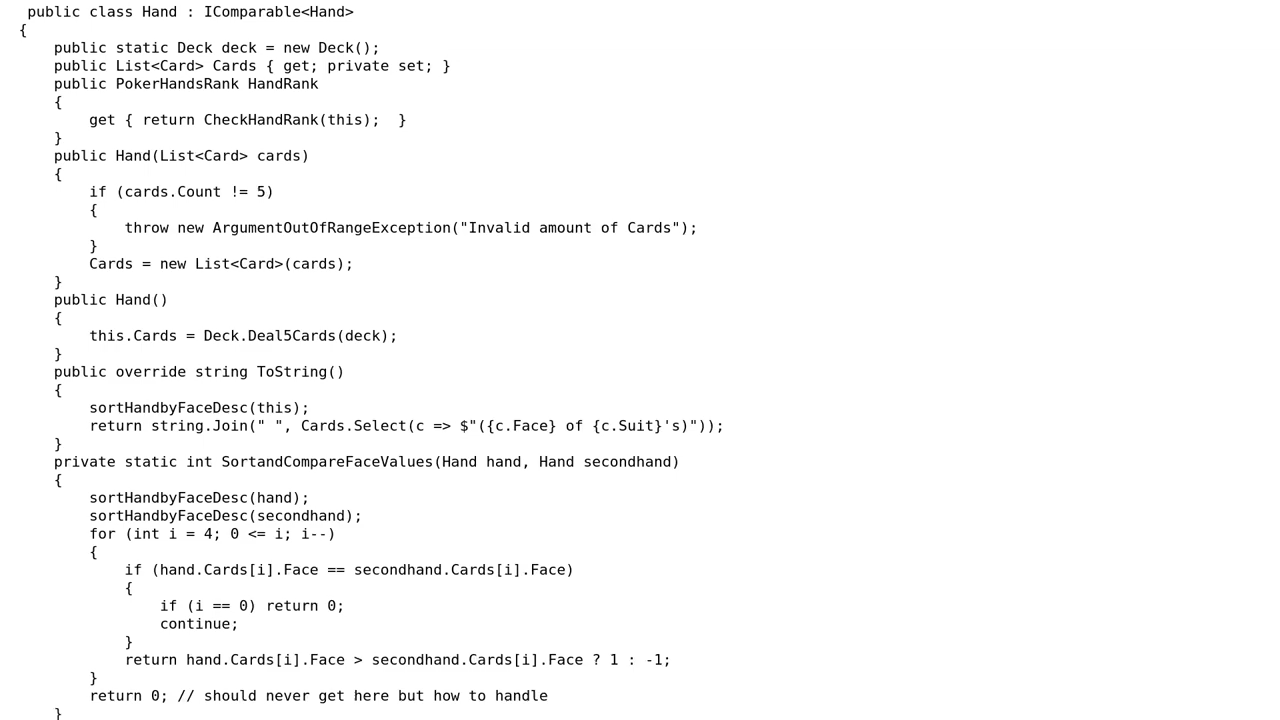 public class Hand : IComparable<Hand>
{
    public static Deck deck = new Deck();
    public List<Card> Cards { get; private set; }
    public PokerHandsRank HandRank
    {
        get { return CheckHandRank(this);  }
    }
    public Hand(List<Card> cards)
    {
        if (cards.Count != 5)
        {
            throw new ArgumentOutOfRangeException("Invalid amount of Cards");
        }
        Cards = new List<Card>(cards);
    }
    public Hand()
    {
        this.Cards = Deck.Deal5Cards(deck);
    }
    public override string ToString()
    {
        sortHandbyFaceDesc(this);
        return string.Join(" ", Cards.Select(c => $"({c.Face} of {c.Suit}'s)"));
    }
    private static int SortandCompareFaceValues(Hand hand, Hand secondhand)
    {
        sortHandbyFaceDesc(hand);
        sortHandbyFaceDesc(secondhand);
        for (int i = 4; 0 <= i; i--)
        {
            if (hand.Cards[i].Face == secondhand.Cards[i].Face)
            {
                if (i == 0) return 0;
                continue;
            }
            return hand.Cards[i].Face > secondhand.Cards[i].Face ? 1 : -1;
        }
        return 0; // should never get here but how to handle
    }